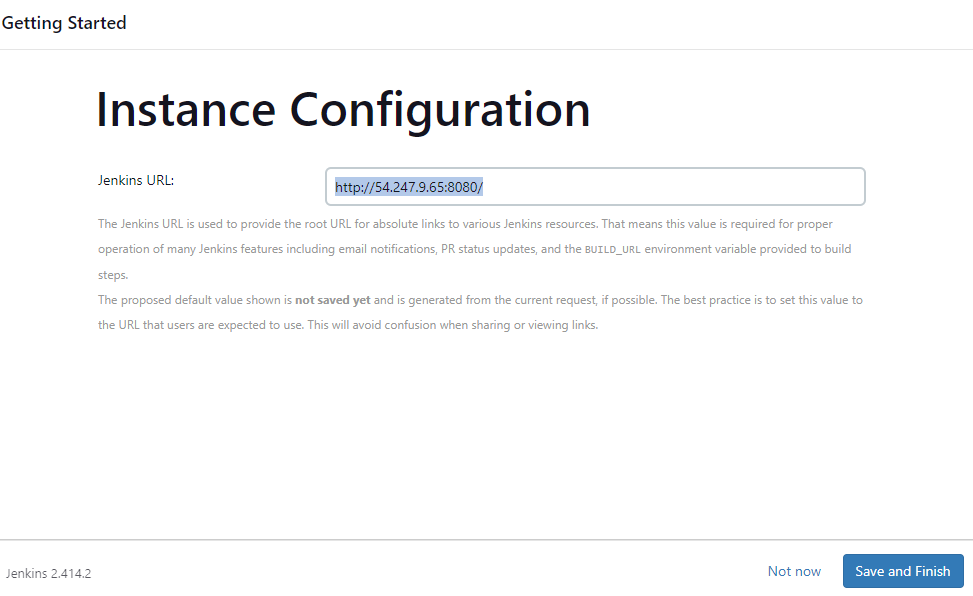 Getting Started
Instance Configuration
Jenkins URL:
http://54.247.9.65:8080/
The Jenkins URL is used to provide the root URL for absolute links to various Jenkins resources. That means this value is required for proper
operation of many Jenkins features including email notifications, PR status updates, and the BUILD_URL environment variable provided to build
steps.
The proposed default value shown is not saved yet and is generated from the current request, if possible. The best practice is to set this value to
the URL that users are expected to use. This will avoid confusion when sharing or viewing links.
Jenkins 2.414.2
Not now
Save and Finish